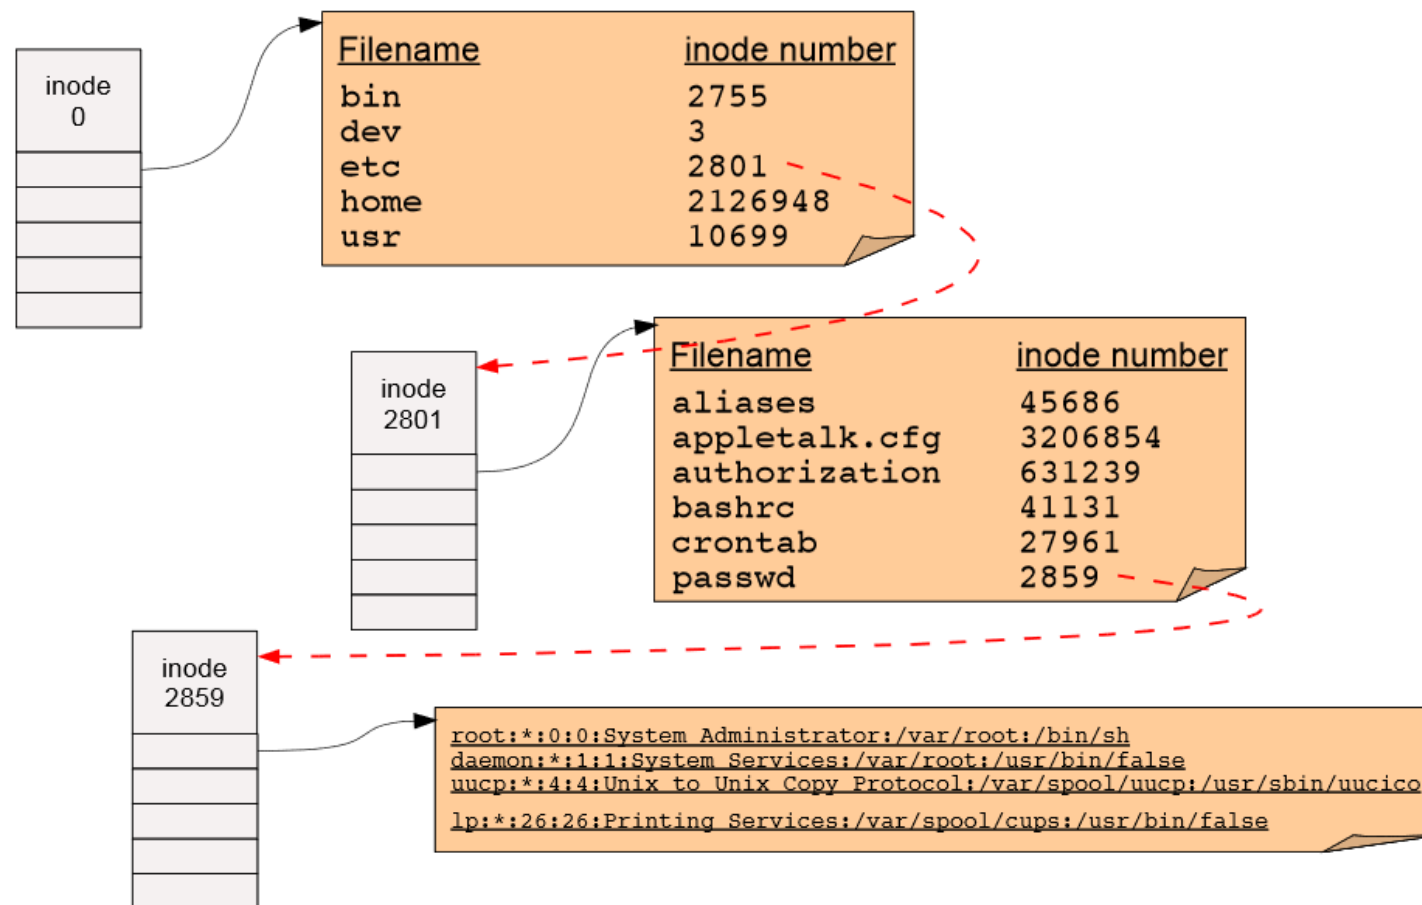 inode
0
Filename inode number
bin 2755
dev 3
etc 2801
home 2126948
usr 10699
inode
2801
Filename inode number
aliases 45686
appletalk.cfg 3206854
authorization 631239
bashrc 41131
crontab 27961
passwd 2859
inode
2859
root:*:0:0:System Administrator:/var/root:/bin/sh
daemon:*:1:1:System Services:/var/root:/usr/bin/false
uucp:*:4:4:Unix to Unix Copy Protocol:/var/spool/uucp:/usr/sbin/uucico
lp:*:26:26:Printing Services:/var/spool/cups:/usr/bin/false